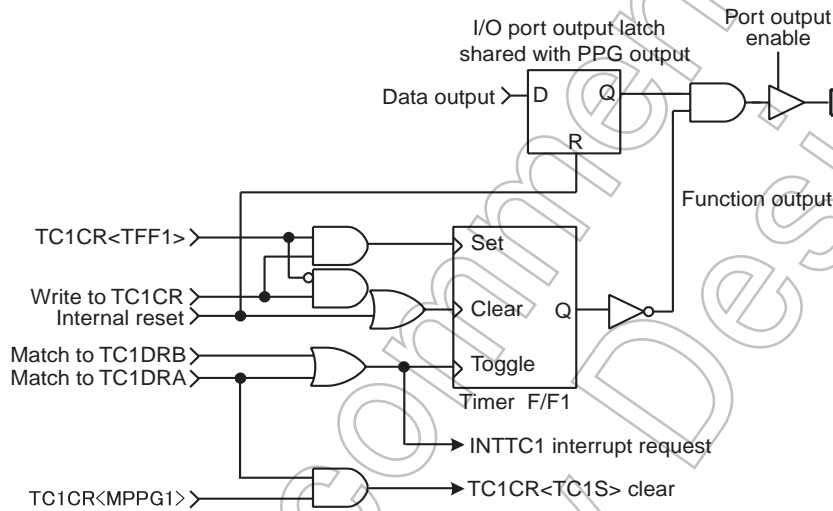 I/O port output latch
shared with PPG output
Port output
enable
Data output
D
Q
R
Function output
TC1CR<TFF1>
Set
Write to TC1CR
Internal reset
Clear
Q
Match to TC1DRB
Match to TC1DRA
Toggle
Timer F/F1
INTTC1 interrupt request
TC1CR<TC1S> clear
TC1CR<MPPG1>